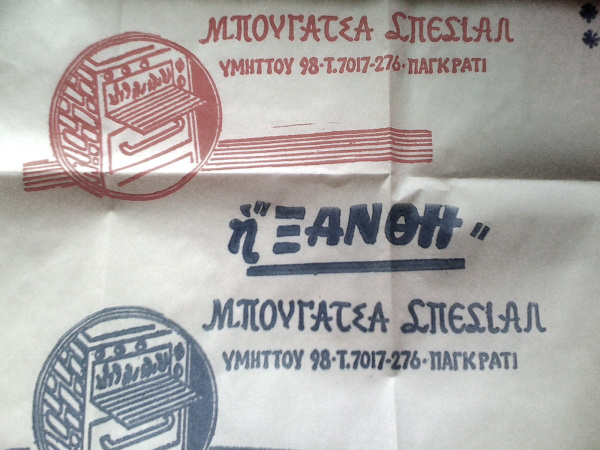 ΜΠΟΥΓΑΤΣΑ ΣΠΕΣΙΑΛ
ΥΜΗΤΤΟΥ 98·Τ.7017-276·ΠΑΓΚΡΑΤΙ
ἡ "ΞΑΝΘΗ"
ΜΠΟΥΓΑΤΣΑ ΣΠΕΣΙΑΛ
ΥΜΗΤΤΟΥ 98·Τ.7017-276·ΠΑΓΚΡΑΤΙ